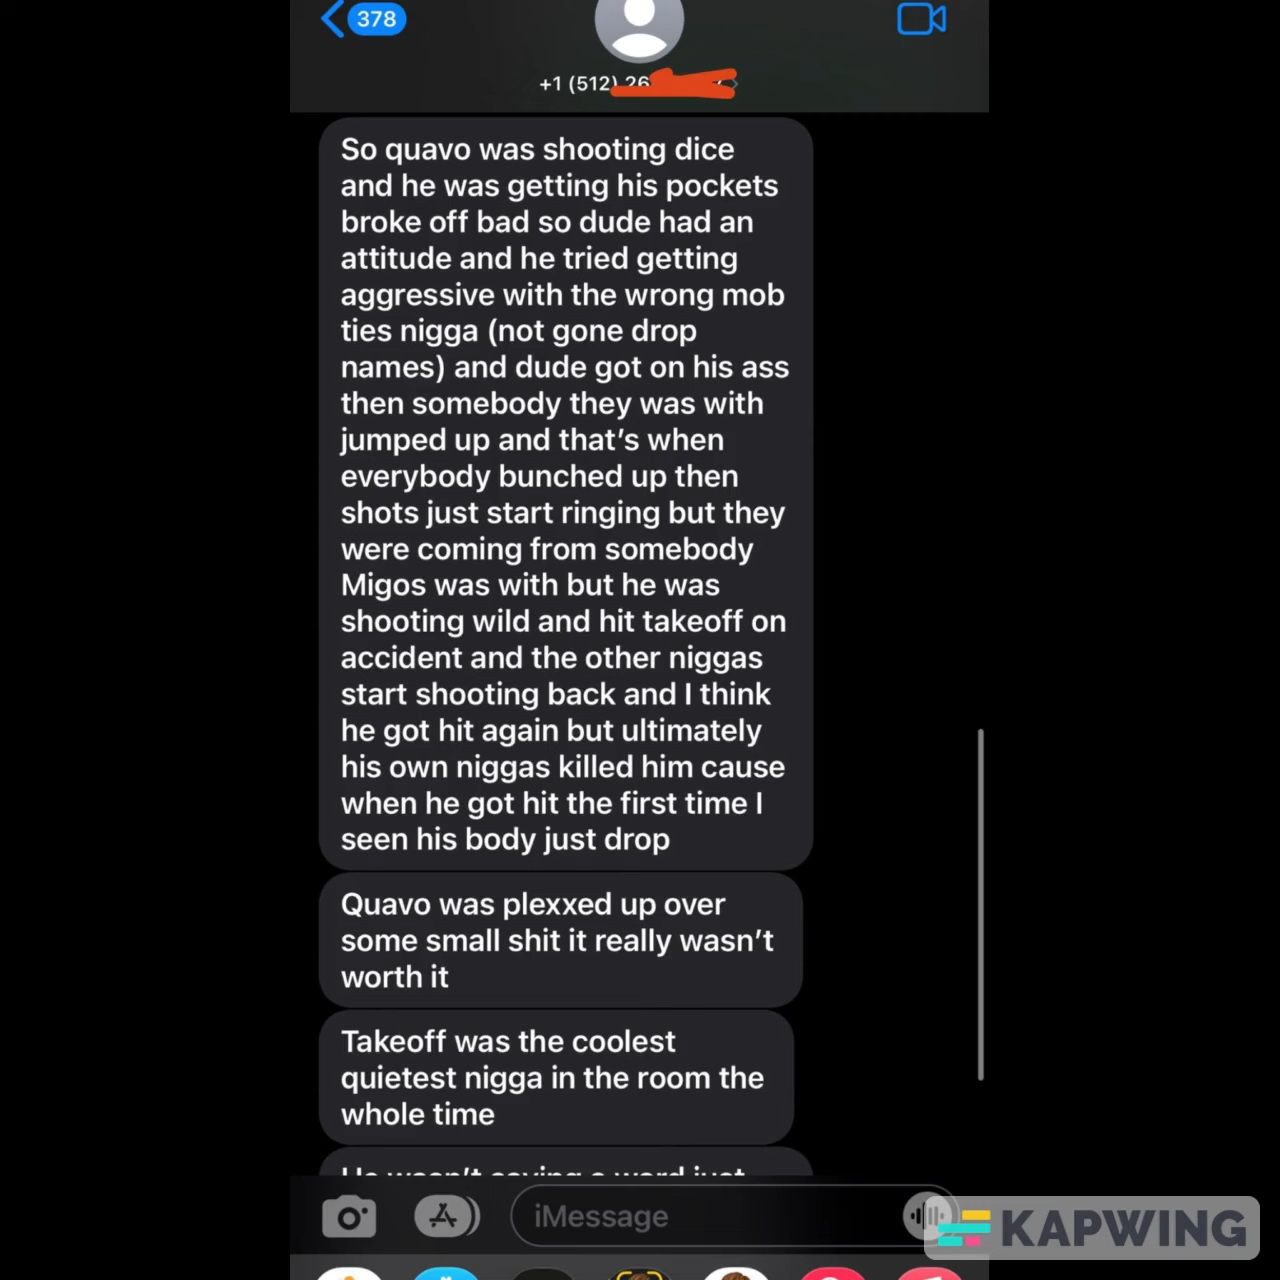 378
+1 (512) 26
So quavo was shooting dice
and he was getting his pockets
broke off bad so dude had an
attitude and he tried getting
aggressive with the wrong mob
ties nigga (not gone drop
names) and dude got on his ass
then somebody they was with
jumped up and that's when
everybody bunched up then
shots just start ringing but they
were coming from somebody
Migos was with but he was
shooting wild and hit takeoff on
accident and the other niggas
start shooting back and I think
he got hit again but ultimately
his own niggas killed him cause
when he got hit the first time I
seen his body just drop
Quavo was plexxed up over
some small shit it really wasn't
worth it
Takeoff was the coolest
quietest nigga in the room the
whole time
He wasn't saying a word just
iMessage
KAPWING